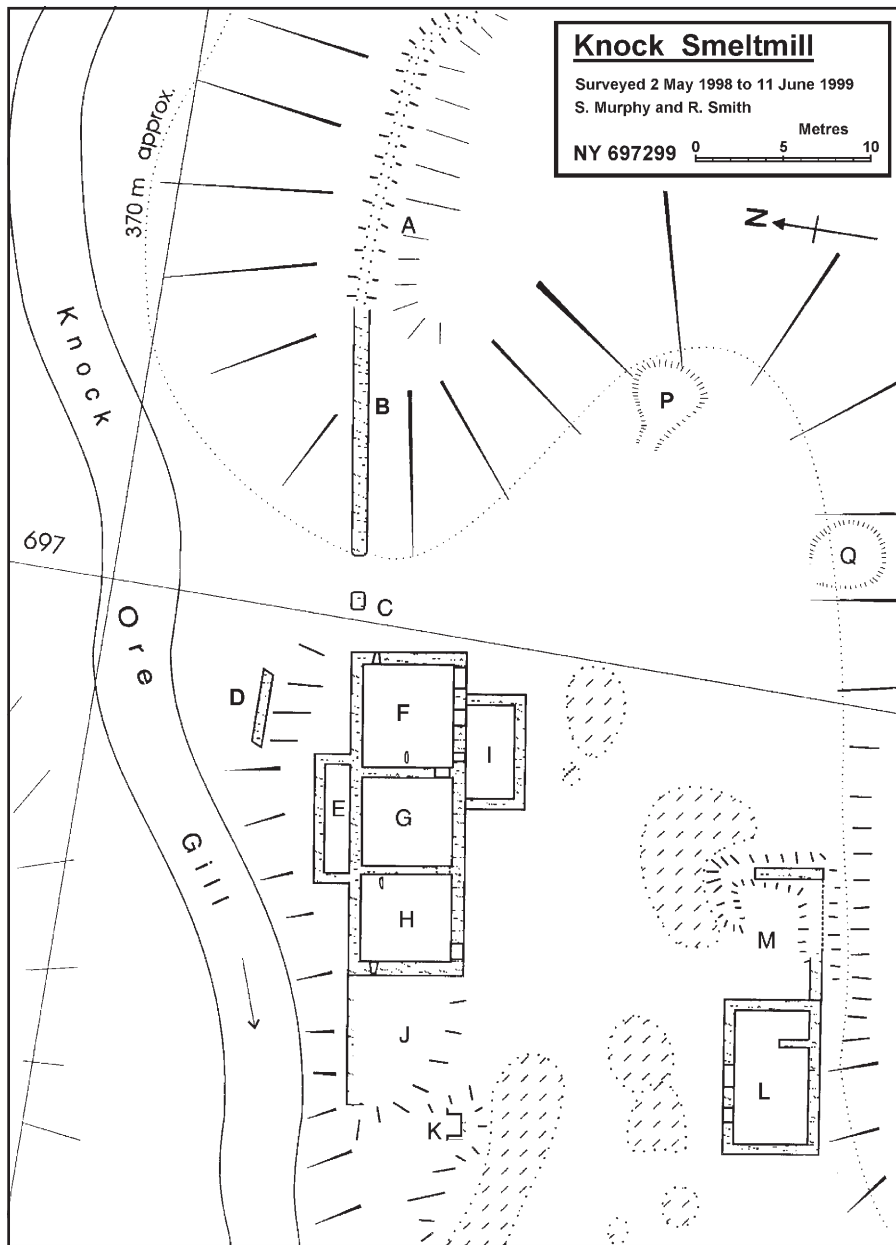 Knock Smeltmill
Surveyed 2 May 1998 to 11 June 1999
S. Murphy and R. Smith
Metres
NY 697299
0 5 10
370 m approx.
N
A
Knock
B
P
697
Q
C
Ore
D
F
I
E
G
Gill
H
M
J
L
K